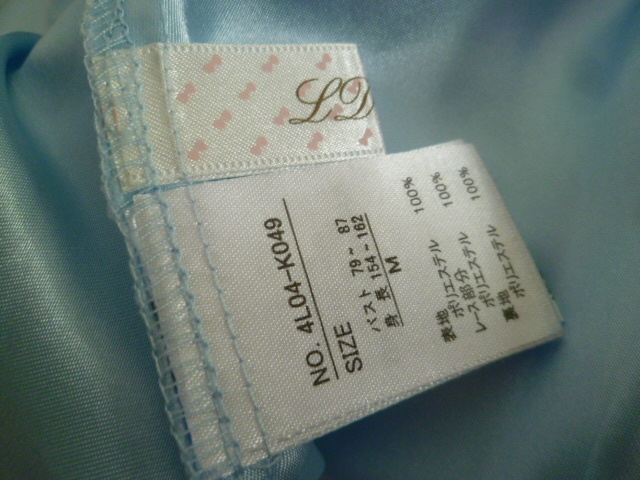 LD
NO. 4L04-K049
SIZE
バスト 79～ 87
身長 154～162
M
表地 ポリエステル 100%
レース部分
ポリエステル 100%
裏地 ポリエステル 100%